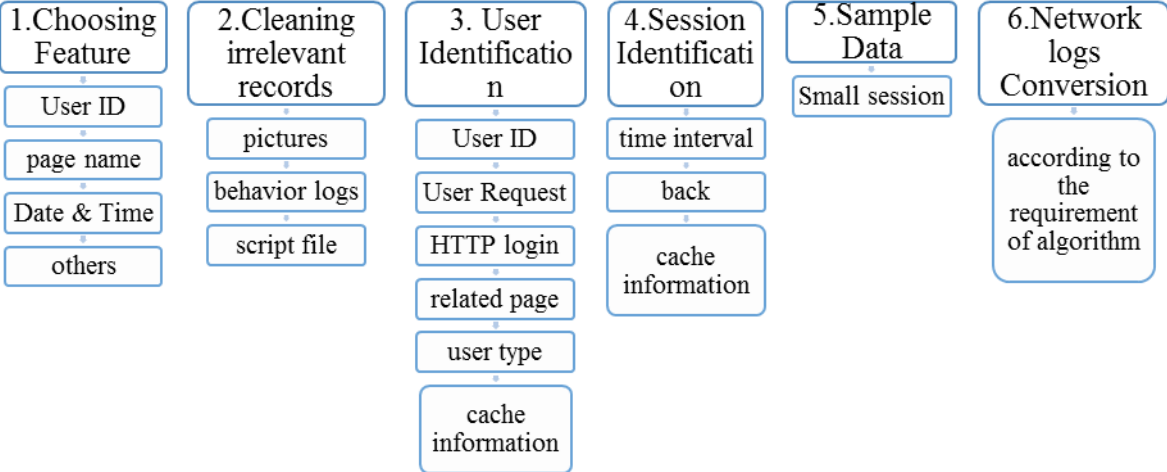 1.Choosing
Feature
User ID
page name
Date & Time
others
2.Cleaning
irrelevant
records
pictures
behavior logs
script file
3. User
Identificatio
n
User ID
User Request
HTTP login
related page
user type
cache
information
4.Session
Identificati
on
time interval
back
cache
information
5.Sample
Data
Small session
6.Network
logs
Conversion
according to
the
requirement
of algorithm